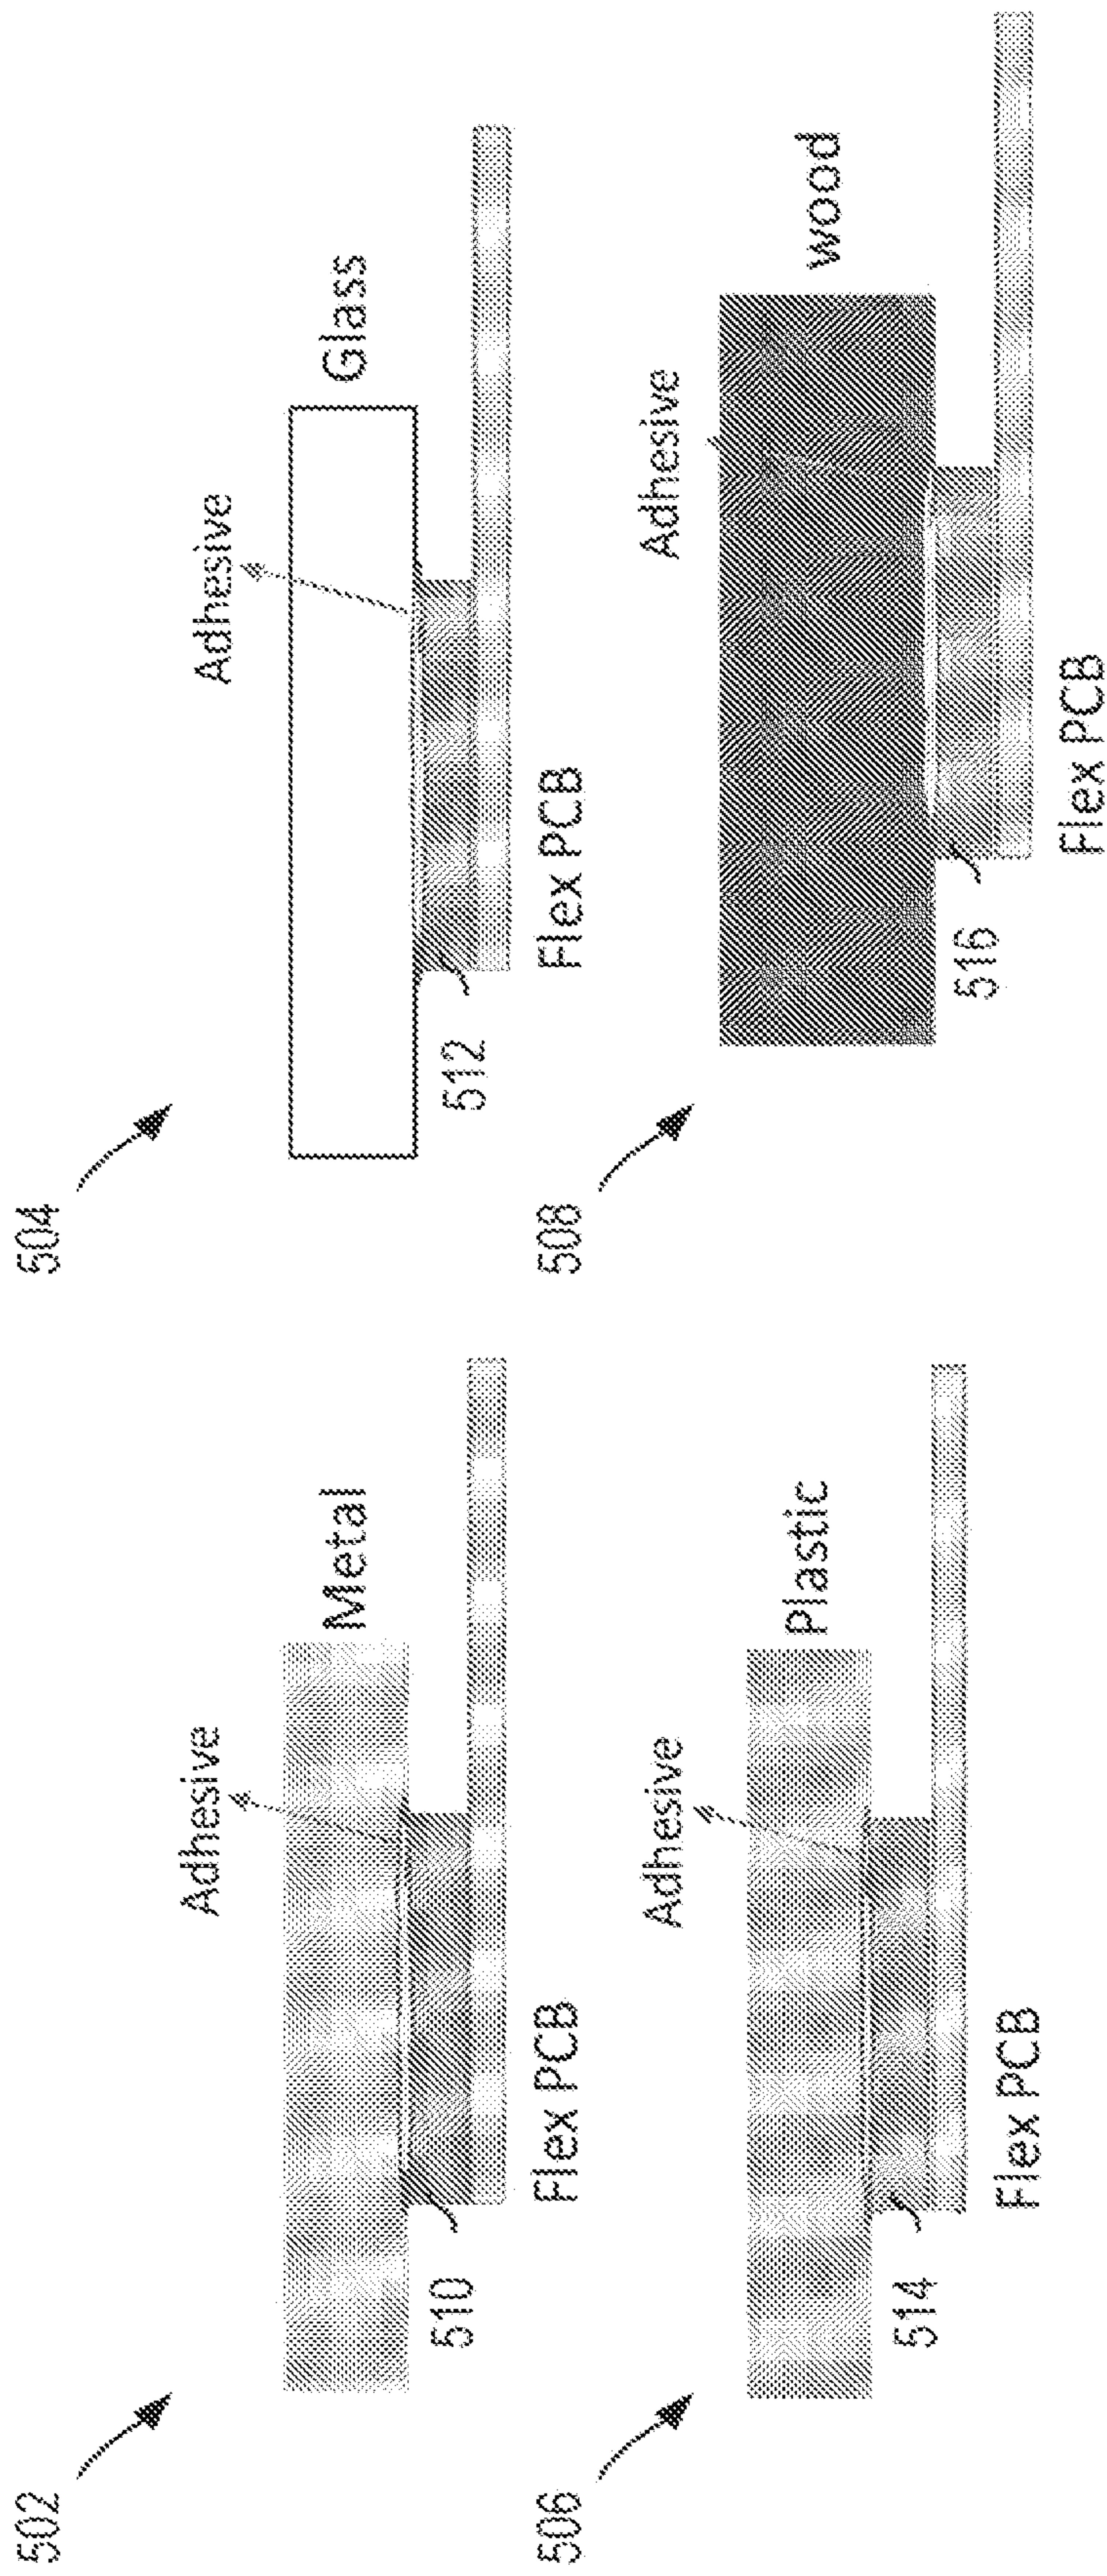 502
Adhesive
Metal
510
Flex PCB
504
Adhesive
Glass
512
Flex PCB
506
Adhesive
Plastic
514
Flex PCB
508
Adhesive
wood
516
Flex PCB